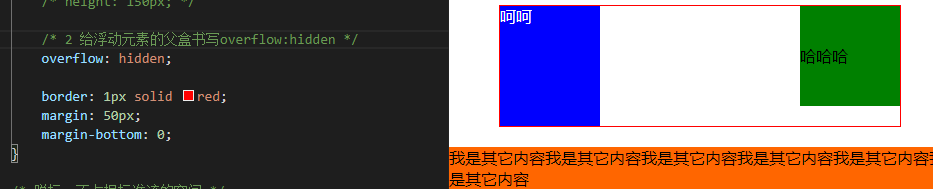 /* height: 150px; */
/* 2 给浮动元素的父盒书写overflow:hidden */
overflow: hidden;
border: 1px solid red;
margin: 50px;
margin-bottom: 0;
}
呵呵
哈哈哈
我是其它内容我是其它内容我是其它内容我是其它内容我是其它内容
是其它内容